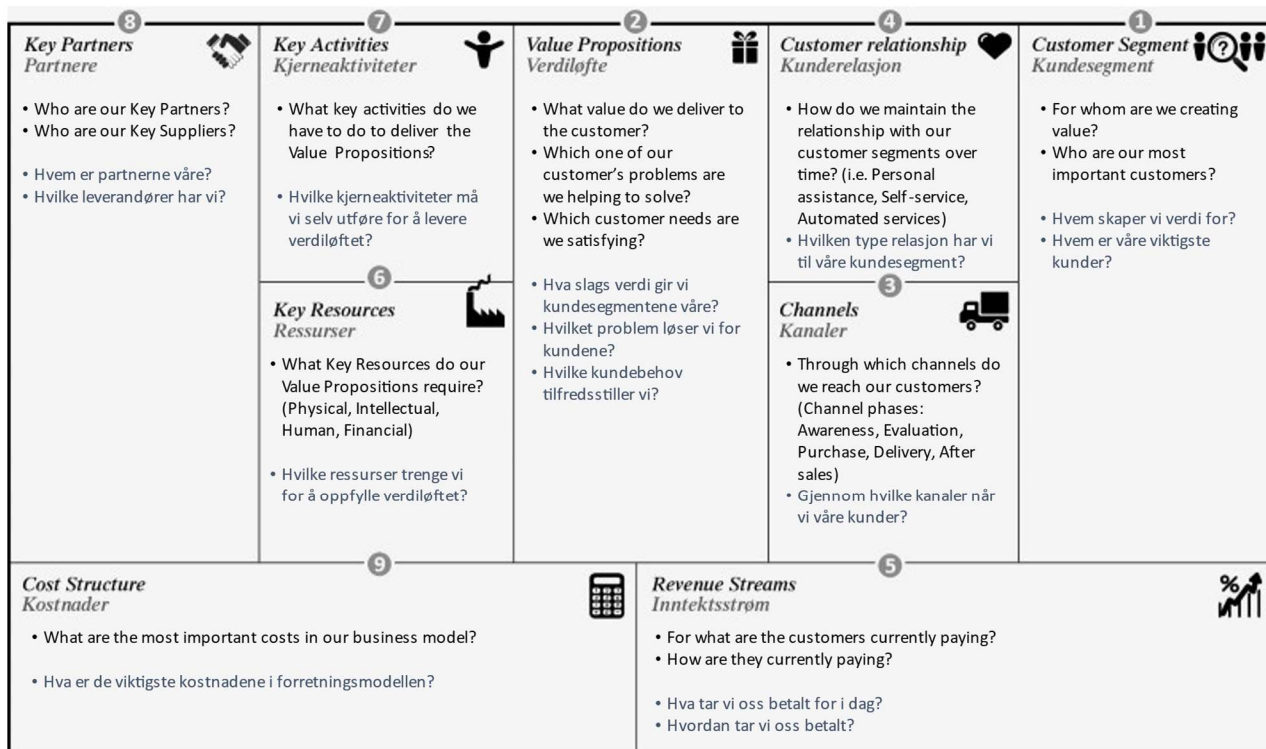 8
Key Partners
Partnere
• Who are our Key Partners?
• Who are our Key Suppliers?
• Hvem er partnerne våre?
• Hvilke leverandører har vi?
7
Key Activities
Kjerneaktiviteter
• What key activities do we
have to do to deliver the
Value Propositions?
• Hvilke kjerneaktiviteter må
vi selv utføre for å levere
verdiløftet?
6
Key Resources
Ressurser
• What Key Resources do our
Value Propositions require?
(Physical, Intellectual,
Human, Financial)
• Hvilke ressurser trenge vi
for å oppfylle verdiløftet?
2
Value Propositions
Verdiløfte
• What value do we deliver to
the customer?
• Which one of our
customer's problems are
we helping to solve?
• Which customer needs are
we satisfying?
• Hva slags verdi gir vi
kundesegmentene våre?
• Hvilket problem løser vi for
kundene?
• Hvilke kundebehov
tilfredsstiller vi?
4
Customer relationship
Kunderelasjon
• How do we maintain the
relationship with our
customer segments over
time? (i.e. Personal
assistance, Self-service,
Automated services)
• Hvilken type relasjon har vi
til våre kundesegment?
3
Channels
Kanaler
• Through which channels do
we reach our customers?
(Channel phases:
Awareness, Evaluation,
Purchase, Delivery, After
sales)
• Gjennom hvilke kanaler når
vi våre kunder?
1
Customer Segment
Kundesegment
• For whom are we creating
value?
• Who are our most
important customers?
• Hvem skaper vi verdi for?
• Hvem er våre viktigste
kunder?
9
Cost Structure
Kostnader
• What are the most important costs in our business model?
• Hva er de viktigste kostnadene i forretningsmodellen?
5
Revenue Streams
Inntektsstrøm
%
• For what are the customers currently paying?
• How are they currently paying?
• Hva tar vi oss betalt for i dag?
• Hvordan tar vi oss betalt?